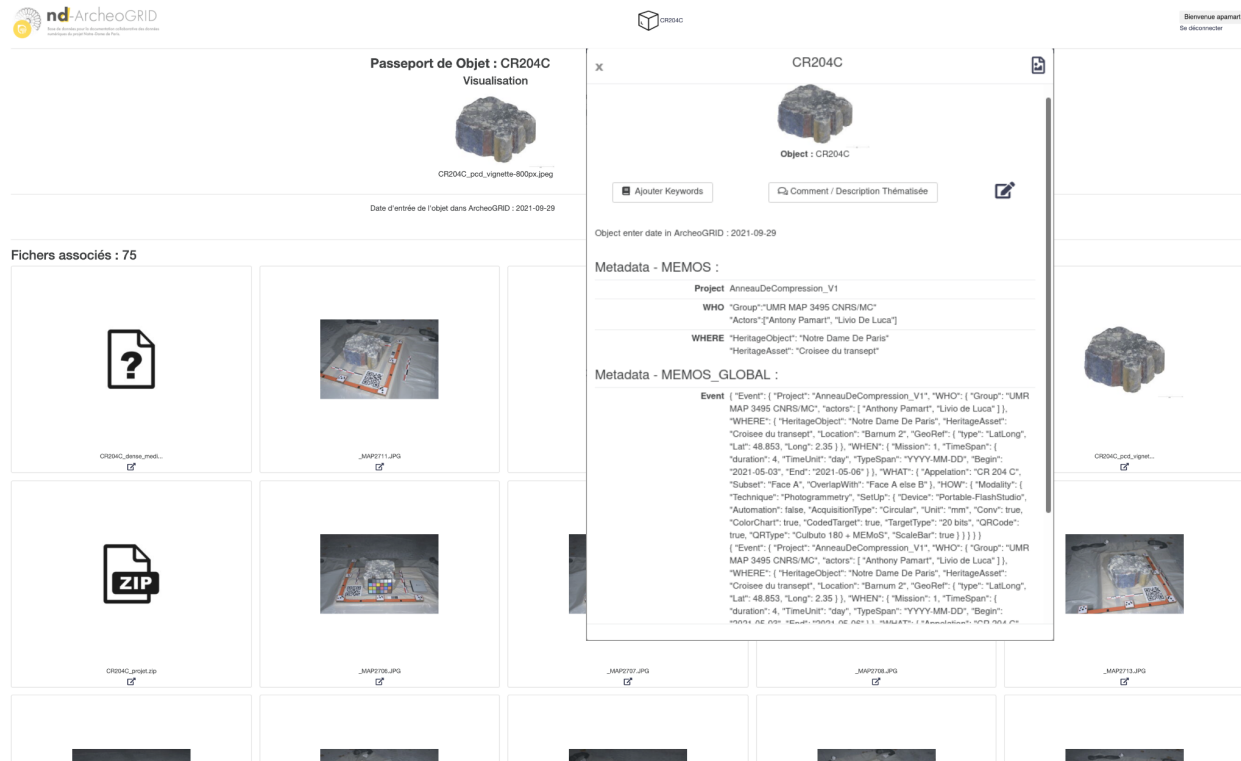 nd-ArcheoGRID
CR204C
Bienvenue apamart
Se déconnecter
Passeport de Objet : CR204C
Visualisation
CR204C_pcd_vignette-800px.jpeg
Date d'entrée de l'objet dans ArcheoGRID : 2021-09-29
Fichers associés : 75
CR204C_dense_medi...
_MAP2711.JPG
CR204C_pcd_vignet...
ZIP
CR204C_projet.zip
_MAP2706.JPG
_MAP2707.JPG
_MAP2708.JPG
_MAP2713.JPG
x
CR204C
Object : CR204C
Ajouter Keywords
Comment / Description Thématisée
Object enter date in ArcheoGRID : 2021-09-29
Metadata - MEMOS :
Project AnneauDeCompression_V1
WHO "Group":"UMR MAP 3495 CNRS/MC"
"Actors":["Antony Pamart", "Livio De Luca"]
WHERE "HeritageObject": "Notre Dame De Paris"
"HeritageAsset": "Croisee du transept"
Metadata - MEMOS_GLOBAL :
Event { "Event": { "Project": "AnneauDeCompression_V1", "WHO": { "Group": "UMR
MAP 3495 CNRS/MC", "actors": [ "Anthony Pamart", "Livio de Luca" ] },
"WHERE": { "HeritageObject": "Notre Dame De Paris", "HeritageAsset":
"Croisee du transept", "Location": "Barnum 2", "GeoRef": { "type": "LatLong",
"Lat": 48.853, "Long": 2.35 } }, "WHEN": { "Mission": 1, "TimeSpan": {
"duration": 4, "TimeUnit": "day", "TypeSpan": "YYYY-MM-DD", "Begin":
"2021-05-03", "End": "2021-05-06" } }, "WHAT": { "Appelation": "CR 204 C",
"Subset": "Face A", "OverlapWith": "Face A else B" }, "HOW": { "Modality": {
"Technique": "Photogrammetry", "SetUp": { "Device": "Portable-FlashStudio",
"Automation": false, "AcquisitionType": "Circular", "Unit": "mm", "Conv": true,
"ColorChart": true, "CodedTarget": true, "TargetType": "20 bits", "QRCode":
true, "QRType": "Culbuto 180 + MEMoS", "ScaleBar": true } } } } }
{ "Event": { "Project": "AnneauDeCompression_V1", "WHO": { "Group": "UMR
MAP 3495 CNRS/MC", "actors": [ "Anthony Pamart", "Livio de Luca" ] },
"WHERE": { "HeritageObject": "Notre Dame De Paris", "HeritageAsset":
"Croisee du transept", "Location": "Barnum 2", "GeoRef": { "type": "LatLong",
"Lat": 48.853, "Long": 2.35 } }, "WHEN": { "Mission": 1, "TimeSpan": {
"duration": 4, "TimeUnit": "day", "TypeSpan": "YYYY-MM-DD", "Begin":
"2021-05-03", "End": "2021-05-06" } }, "WHAT": { "Appelation": "CR 204 C",